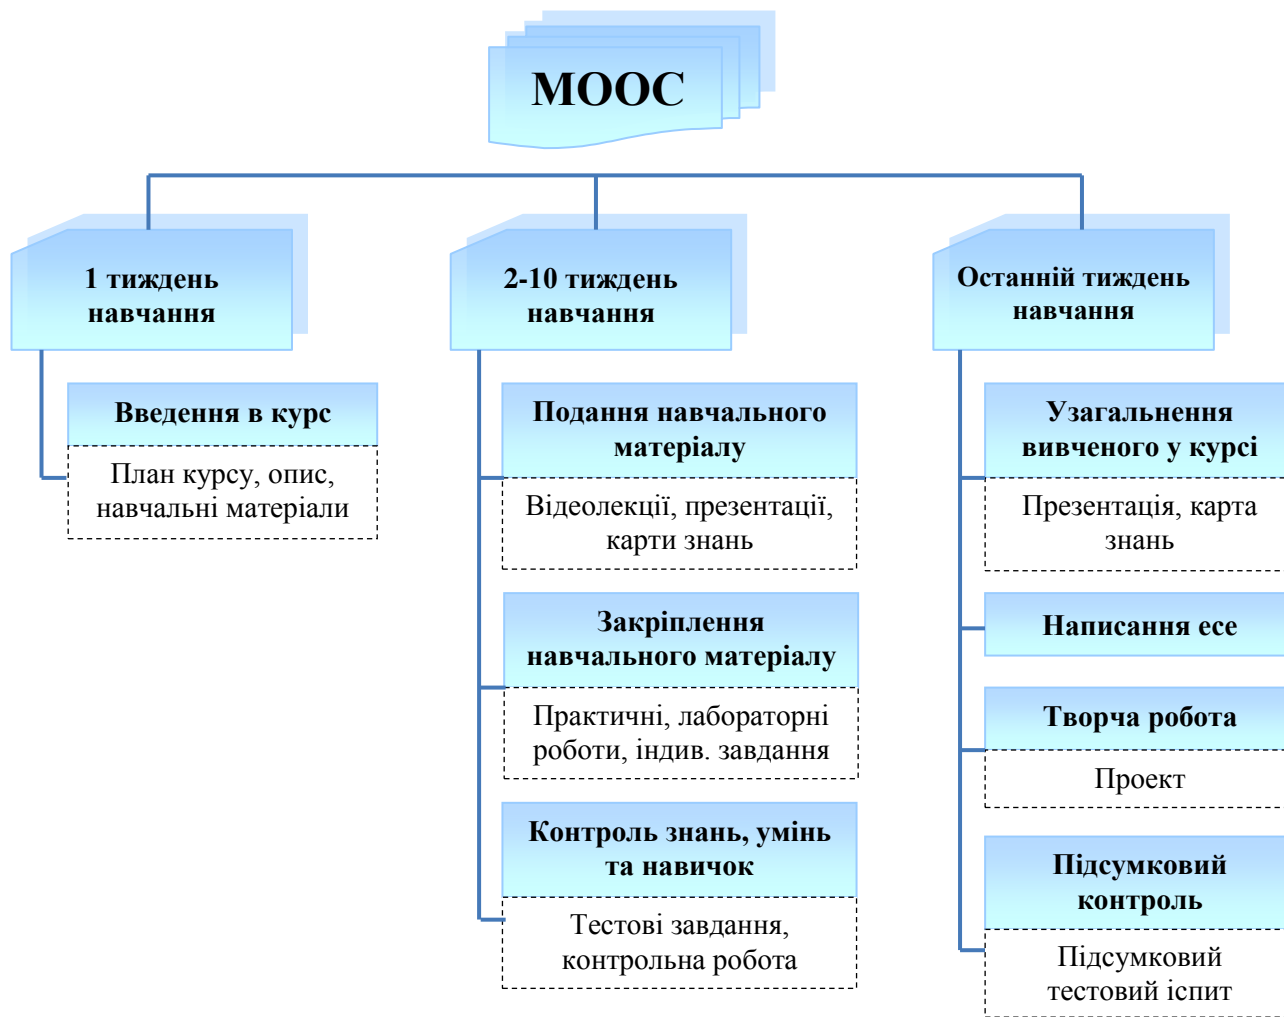 МООС
1 тиждень
навчання
Введення в курс
План курсу, опис,
навчальні матеріали
2-10 тиждень
навчання
Подання навчального
матеріалу
Відеолекції, презентації,
карти знань
Закріплення
навчального матеріалу
Практичні, лабораторні
роботи, індив. завдання
Контроль знань, умінь
та навичок
Тестові завдання,
контрольна робота
Останній тиждень
навчання
Узагальнення
вивченого у курсі
Презентація, карта
знань
Написання есе
Творча робота
Проект
Підсумковий
контроль
Підсумковий
тестовий іспит